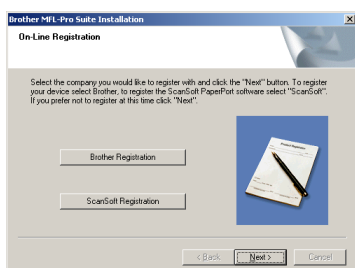 Brother MFL-Pro Suite Installation
On-Line Registration
Select the company you would like to register with and click the "Next" button. To register
your device select Brother, to register the ScanSoft PaperPort software select "ScanSoft".
If you prefer not to register at this time click "Next".
Product Registration
Brother Registration
ScanSoft Registration
< Back
Next >
Cancel